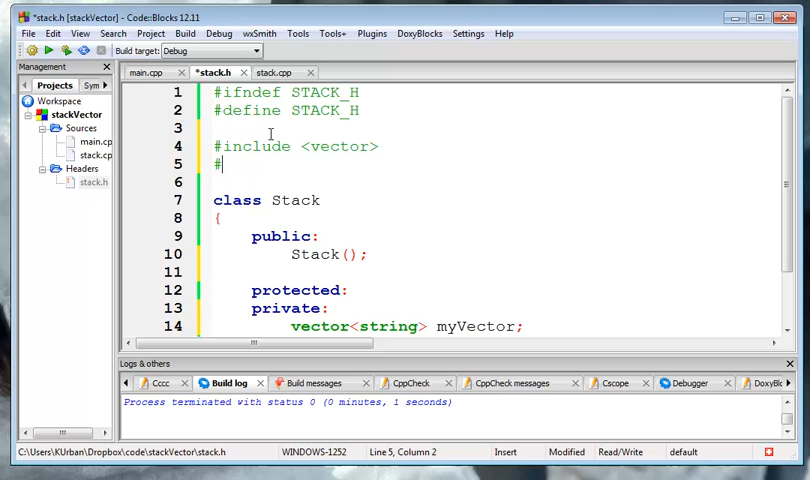 *stack.h [stackVector] - Code::Blocks 12.11
File Edit View Search Project Build Debug wxSmith Tools Tools+ Plugins DoxyBlocks Settings Help
Build target: Debug
Management
Projects Sym
Workspace
stackVector
Sources
main.cp
stack.cp
Headers
stack.h
main.cpp *stack.h stack.cpp
1 #ifndef STACK_H
2 #define STACK_H
3
4 #include <vector>
5 #
6
7 class Stack
8 {
9 public:
10 Stack();
11
12 protected:
13 private:
14 vector<string> myVector;
Logs & others
Cccc Build log Build messages CppCheck CppCheck messages Cscope Debugger DoxyBl
Process terminated with status 0 (0 minutes, 1 seconds)
C:\Users\KUrban\Dropbox\code\stackVector\stack.h WINDOWS-1252 Line 5, Column 2 Insert Modified Read/Write default